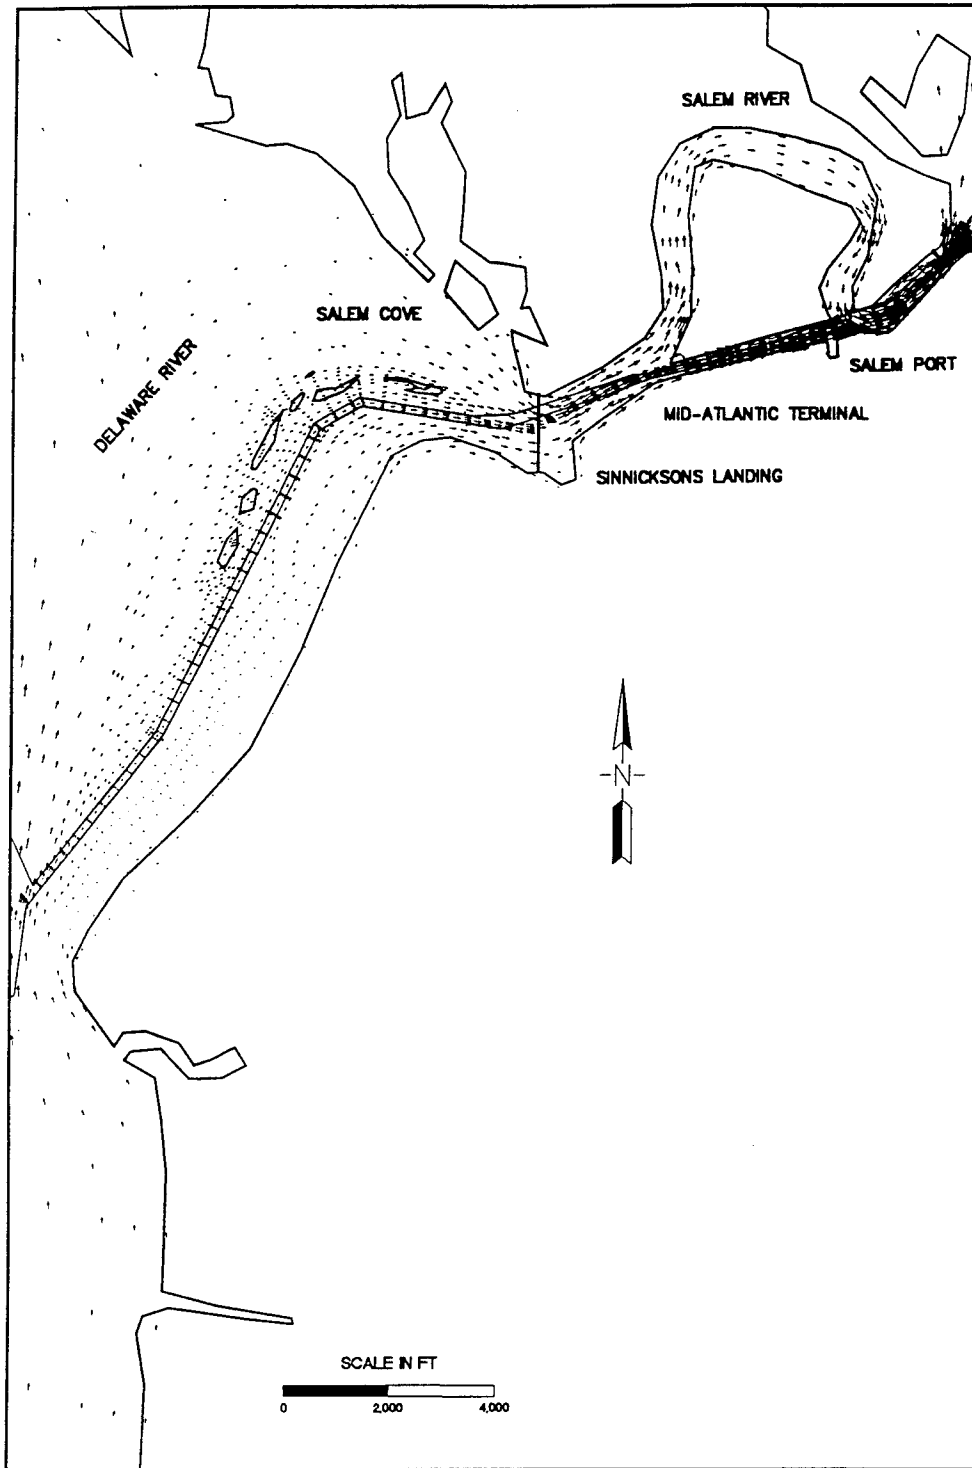 SALEM RIVER
SALEM COVE
DELAWARE RIVER
SALEM PORT
MID-ATLANTIC TERMINAL
SINNICKSONS LANDING
-N-
SCALE IN FT
0 2,000 4,000